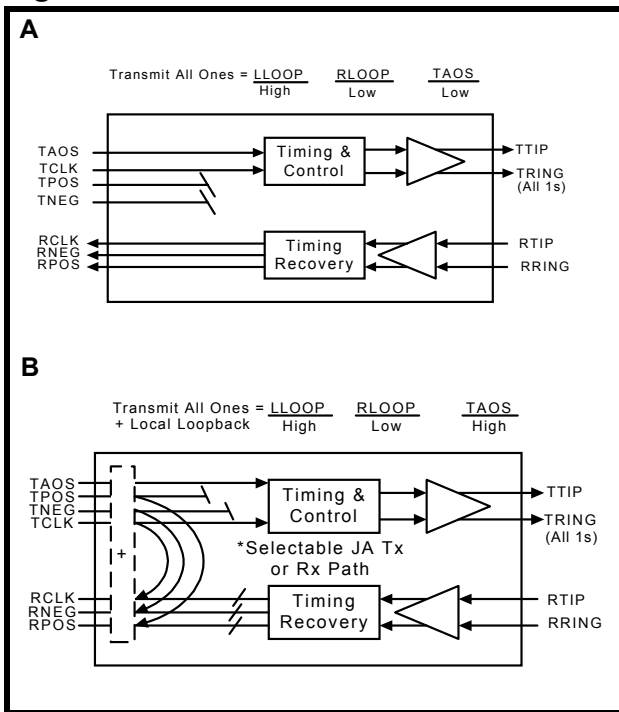 A
Transmit All Ones = LLOOP RLOOP TAOS
High Low Low
TAOS
TCLK
TPOS
TNEG
Timing &
Control
TTIP
TRING
(All 1s)
RCLK
RNEG
RPOS
Timing
Recovery
RTIP
RRING
B
Transmit All Ones = LLOOP RLOOP TAOS
+ Local Loopback High Low High
TAOS
TPOS
TNEG
TCLK
Timing &
Control
TTIP
TRING
(All 1s)
+
*Selectable JA Tx
or Rx Path
RCLK
RNEG
RPOS
Timing
Recovery
RTIP
RRING